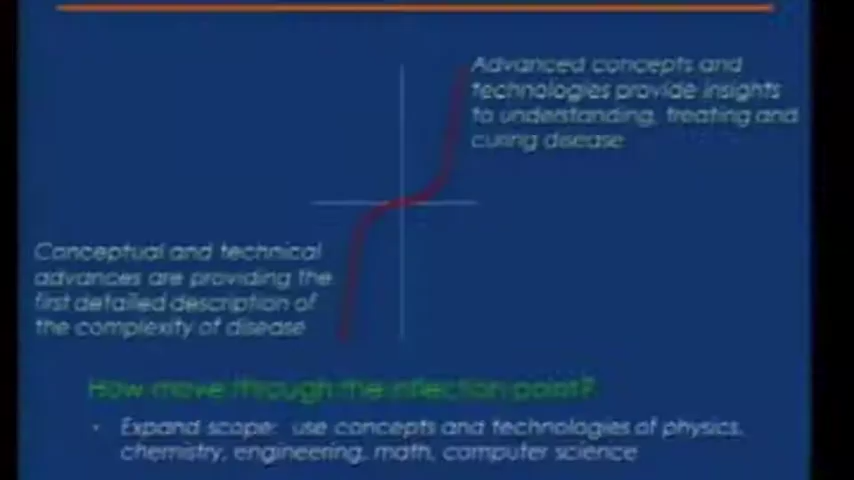 Advanced concepts and
technologies provide insights
to understanding, treating and
curing disease
Conceptual and technical
advances are providing the
first detailed description of
the complexity of disease
How move through the inflection point?
• Expand scope: use concepts and technologies of physics,
chemistry, engineering, math, computer science